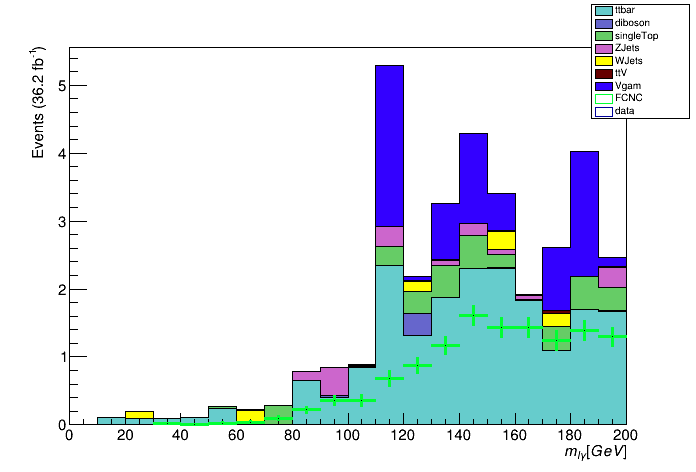 ttbar
diboson
singleTop
ZJets
WJets
ttV
Vgam
FCNC
data
Events (36.2 fb⁻¹)
5
4
3
2
1
0
0 20 40 60 80 100 120 140 160 180 200
m_lγ[GeV]